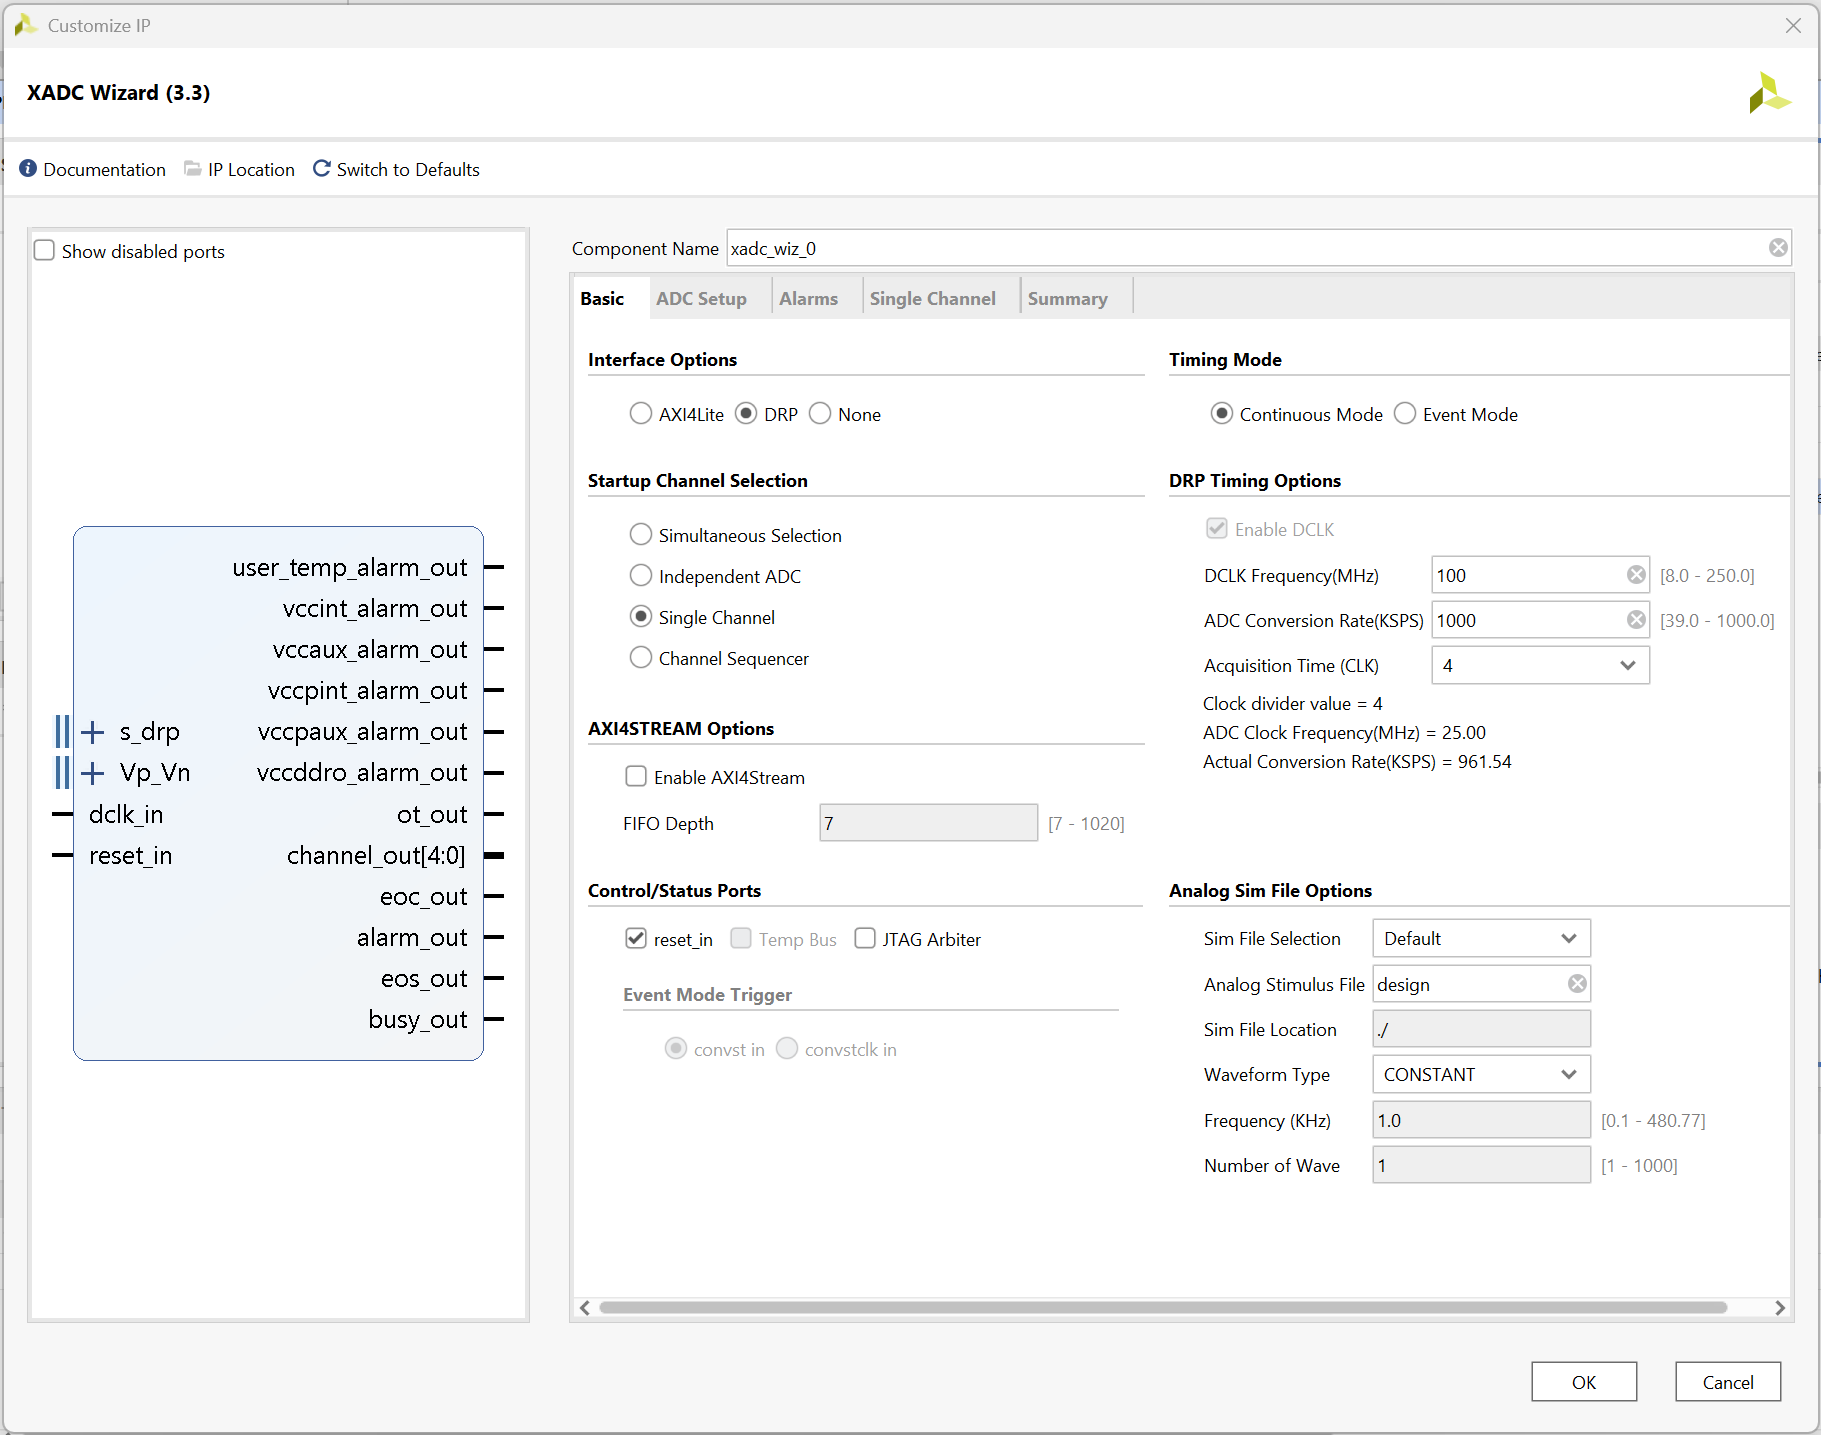 Customize IP
XADC Wizard (3.3)
Documentation IP Location Switch to Defaults
Show disabled ports
user_temp_alarm_out
vccint_alarm_out
vccaux_alarm_out
vccpint_alarm_out
s_drp vccpaux_alarm_out
Vp_Vn vccddro_alarm_out
dclk_in ot_out
reset_in channel_out[4:0]
eoc_out
alarm_out
eos_out
busy_out
Component Name xadc_wiz_0
Basic ADC Setup Alarms Single Channel Summary
Interface Options
AXI4Lite DRP None
Startup Channel Selection
Simultaneous Selection
Independent ADC
Single Channel
Channel Sequencer
AXI4STREAM Options
Enable AXI4Stream
FIFO Depth 7 [7 - 1020]
Control/Status Ports
reset_in Temp Bus JTAG Arbiter
Event Mode Trigger
convst in convstclk in
Timing Mode
Continuous Mode Event Mode
DRP Timing Options
Enable DCLK
DCLK Frequency(MHz) 100 [8.0 - 250.0]
ADC Conversion Rate(KSPS) 1000 [39.0 - 1000.0]
Acquisition Time (CLK) 4
Clock divider value = 4
ADC Clock Frequency(MHz) = 25.00
Actual Conversion Rate(KSPS) = 961.54
Analog Sim File Options
Sim File Selection Default
Analog Stimulus File design
Sim File Location ./
Waveform Type CONSTANT
Frequency (KHz) 1.0 [0.1 - 480.77]
Number of Wave 1 [1 - 1000]
OK Cancel